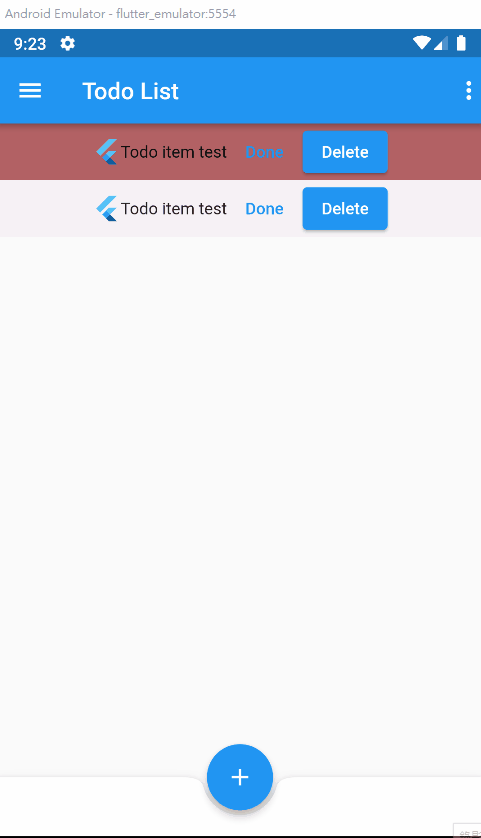 Android Emulator - flutter_emulator:5554
9:23
Todo List
Todo item test Done Delete
Todo item test Done Delete